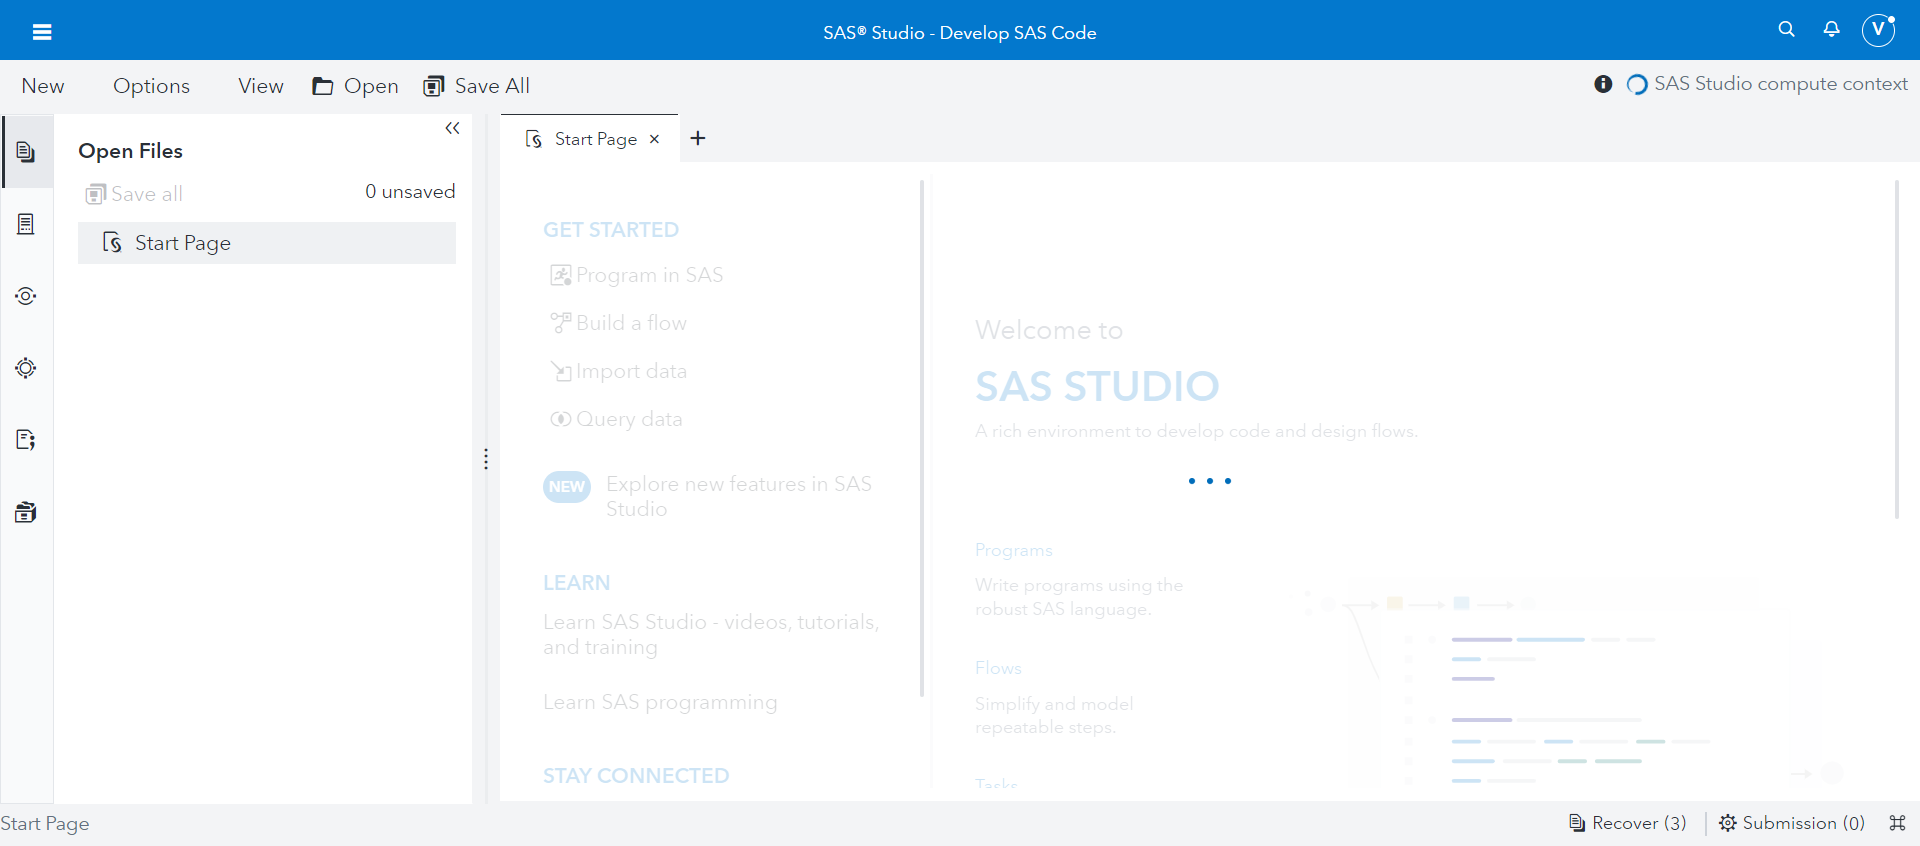 SAS® Studio - Develop SAS Code
V
New
Options
View
Open
Save All
SAS Studio compute context
Open Files
Save all
0 unsaved
Start Page
Start Page
GET STARTED
Program in SAS
Build a flow
Import data
Query data
NEW
Explore new features in SAS
Studio
LEARN
Learn SAS Studio - videos, tutorials,
and training
Learn SAS programming
STAY CONNECTED
Welcome to
SAS STUDIO
A rich environment to develop code and design flows.
Programs
Write programs using the
robust SAS language.
Flows
Simplify and model
repeatable steps.
Tasks
Start Page
Recover (3)
Submission (0)